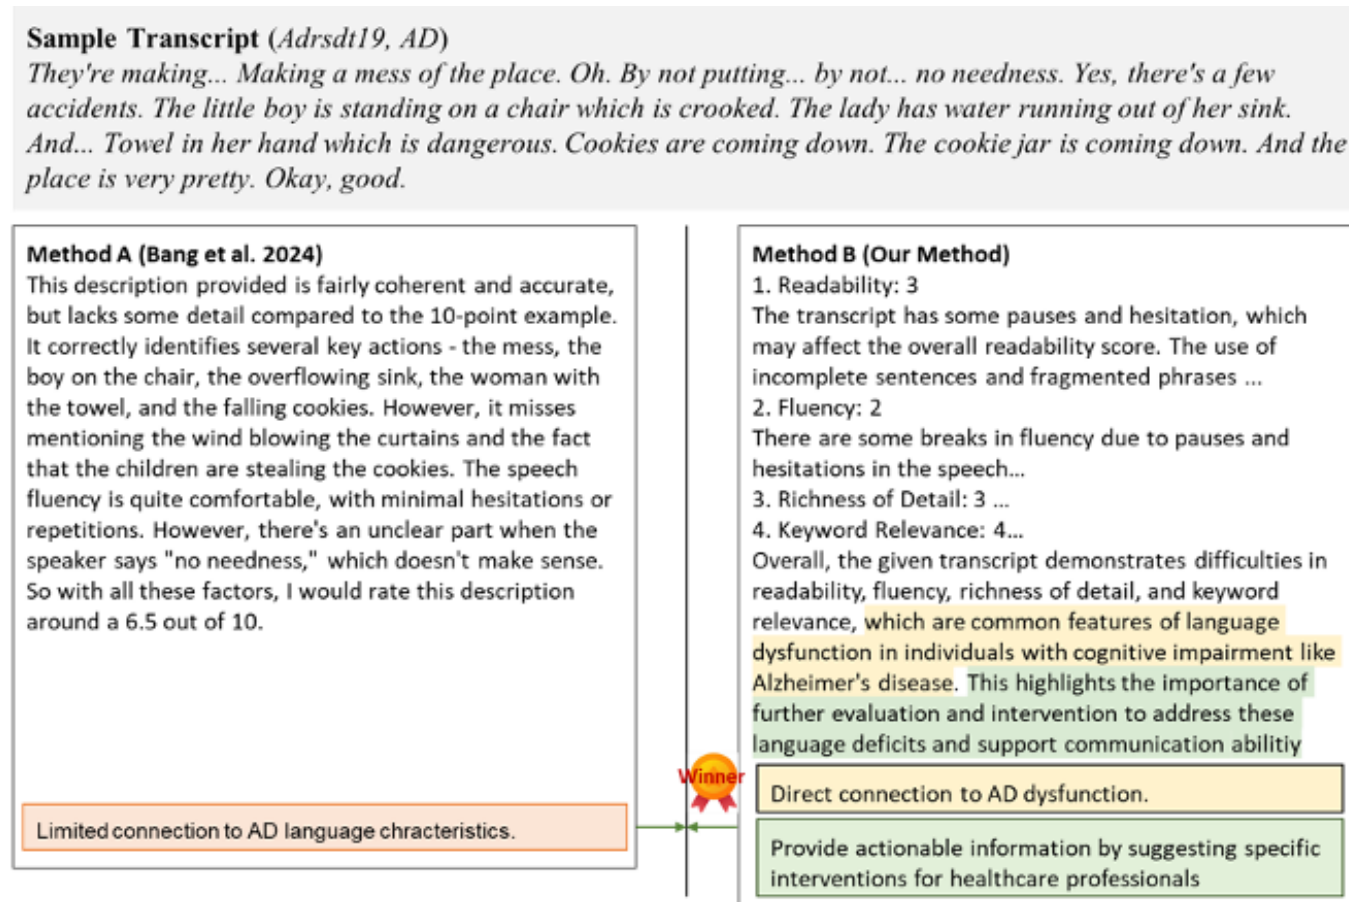 Sample Transcript (Adrsdt19, AD)
They're making... Making a mess of the place. Oh. By not putting... by not... no needness. Yes, there's a few
accidents. The little boy is standing on a chair which is crooked. The lady has water running out of her sink.
And... Towel in her hand which is dangerous. Cookies are coming down. The cookie jar is coming down. And the
place is very pretty. Okay, good.
Method A (Bang et al. 2024)
This description provided is fairly coherent and accurate,
but lacks some detail compared to the 10-point example.
It correctly identifies several key actions - the mess, the
boy on the chair, the overflowing sink, the woman with
the towel, and the falling cookies. However, it misses
mentioning the wind blowing the curtains and the fact
that the children are stealing the cookies. The speech
fluency is quite comfortable, with minimal hesitations or
repetitions. However, there's an unclear part when the
speaker says "no needness," which doesn't make sense.
So with all these factors, I would rate this description
around a 6.5 out of 10.
Limited connection to AD language chracteristics.
Winner
Method B (Our Method)
1. Readability: 3
The transcript has some pauses and hesitation, which
may affect the overall readability score. The use of
incomplete sentences and fragmented phrases ...
2. Fluency: 2
There are some breaks in fluency due to pauses and
hesitations in the speech...
3. Richness of Detail: 3 ...
4. Keyword Relevance: 4...
Overall, the given transcript demonstrates difficulties in
readability, fluency, richness of detail, and keyword
relevance, which are common features of language
dysfunction in individuals with cognitive impairment like
Alzheimer's disease. This highlights the importance of
further evaluation and intervention to address these
language deficits and support communication abilitiy
Direct connection to AD dysfunction.
Provide actionable information by suggesting specific
interventions for healthcare professionals